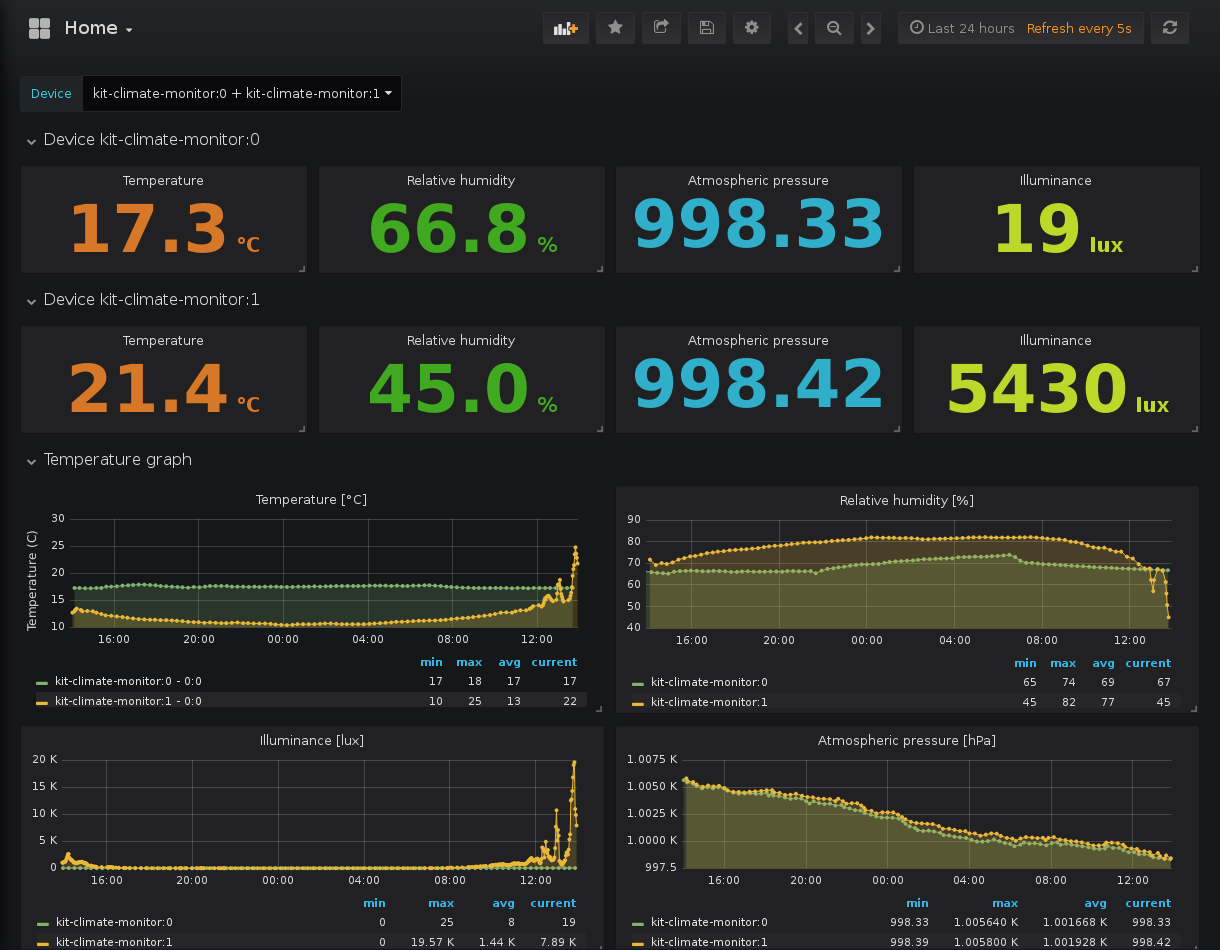 Home
Last 24 hours Refresh every 5s
Device kit-climate-monitor:0 + kit-climate-monitor:1
Device kit-climate-monitor:0
Temperature Relative humidity Atmospheric pressure Illuminance
17.3 °C 66.8 % 998.33 19 lux
Device kit-climate-monitor:1
Temperature Relative humidity Atmospheric pressure Illuminance
21.4 °C 45.0 % 998.42 5430 lux
Temperature graph
Temperature [°C]
Temperature (C)
30
25
20
15
10
16:00 20:00 00:00 04:00 08:00 12:00
min max avg current
kit-climate-monitor:0 - 0:0 17 18 17 17
kit-climate-monitor:1 - 0:0 10 25 13 22
Relative humidity [%]
90
80
70
60
50
40
16:00 20:00 00:00 04:00 08:00 12:00
min max avg current
kit-climate-monitor:0 65 74 69 67
kit-climate-monitor:1 45 82 77 45
Illuminance [lux]
20 K
15 K
10 K
5 K
0
16:00 20:00 00:00 04:00 08:00 12:00
min max avg current
kit-climate-monitor:0 0 25 8 19
kit-climate-monitor:1 0 19.57 K 1.44 K 7.89 K
Atmospheric pressure [hPa]
1.0075 K
1.0050 K
1.0025 K
1.0000 K
997.5
16:00 20:00 00:00 04:00 08:00 12:00
min max avg current
kit-climate-monitor:0 998.33 1.005640 K 1.001668 K 998.33
kit-climate-monitor:1 998.39 1.005800 K 1.001928 K 998.42